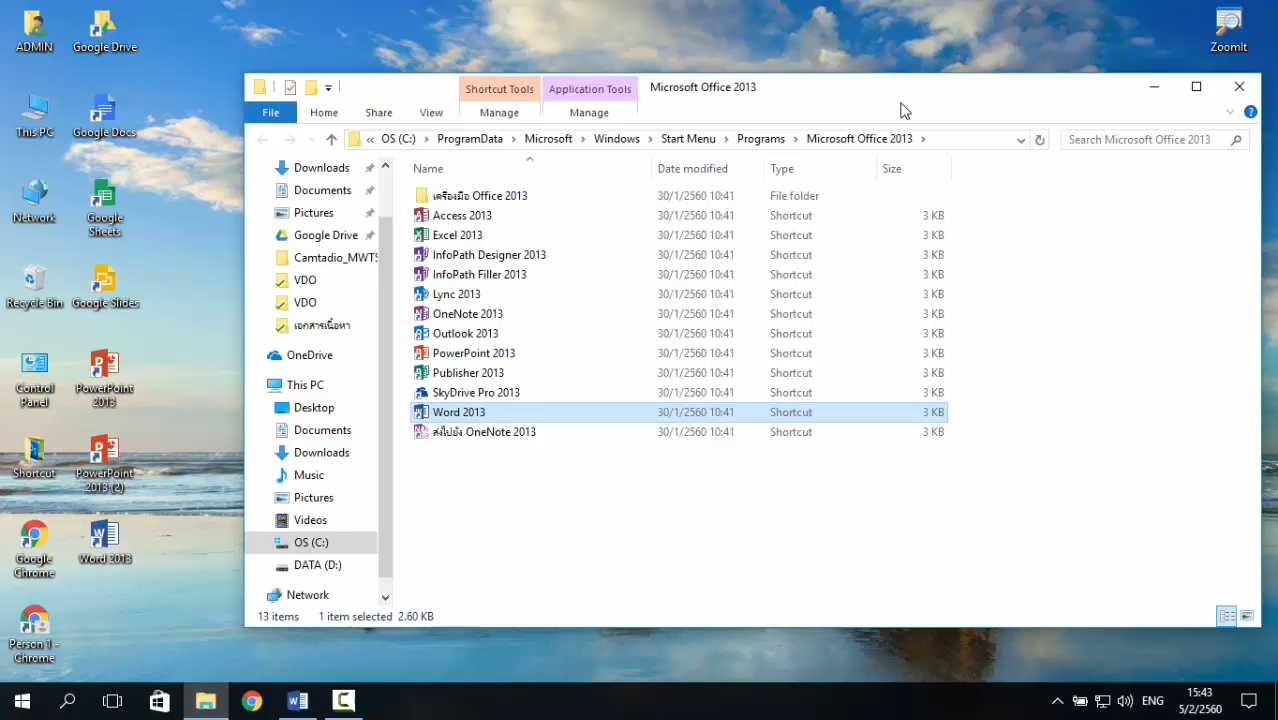 ADMIN
Google Drive
ZoomIt
This PC
Google Docs
Network
Google
Sheets
Recycle Bin
Google Slides
Control
Panel
PowerPoint
2013
Shortcut
PowerPoint
2013 (2)
Google
Chrome
Word 2013
Person 1 -
Chrome
Shortcut Tools
Application Tools
Microsoft Office 2013
File
Home
Share
View
Manage
Manage
« OS (C:) > ProgramData > Microsoft > Windows > Start Menu > Programs > Microsoft Office 2013 >
Search Microsoft Office 2013
Downloads
Documents
Pictures
Google Drive
Camtadio_MWTS
VDO
VDO
เอกสารเนื้อหา
OneDrive
This PC
Desktop
Documents
Downloads
Music
Pictures
Videos
OS (C:)
DATA (D:)
Network
Name Date modified Type Size
เครื่องมือ Office 2013 30/1/2560 10:41 File folder
Access 2013 30/1/2560 10:41 Shortcut 3 KB
Excel 2013 30/1/2560 10:41 Shortcut 3 KB
InfoPath Designer 2013 30/1/2560 10:41 Shortcut 3 KB
InfoPath Filler 2013 30/1/2560 10:41 Shortcut 3 KB
Lync 2013 30/1/2560 10:41 Shortcut 3 KB
OneNote 2013 30/1/2560 10:41 Shortcut 3 KB
Outlook 2013 30/1/2560 10:41 Shortcut 3 KB
PowerPoint 2013 30/1/2560 10:41 Shortcut 3 KB
Publisher 2013 30/1/2560 10:41 Shortcut 3 KB
SkyDrive Pro 2013 30/1/2560 10:41 Shortcut 3 KB
Word 2013 30/1/2560 10:41 Shortcut 3 KB
ส่งไปยัง OneNote 2013 30/1/2560 10:41 Shortcut 3 KB
13 items 1 item selected 2.60 KB
ENG
15:43
5/2/2560